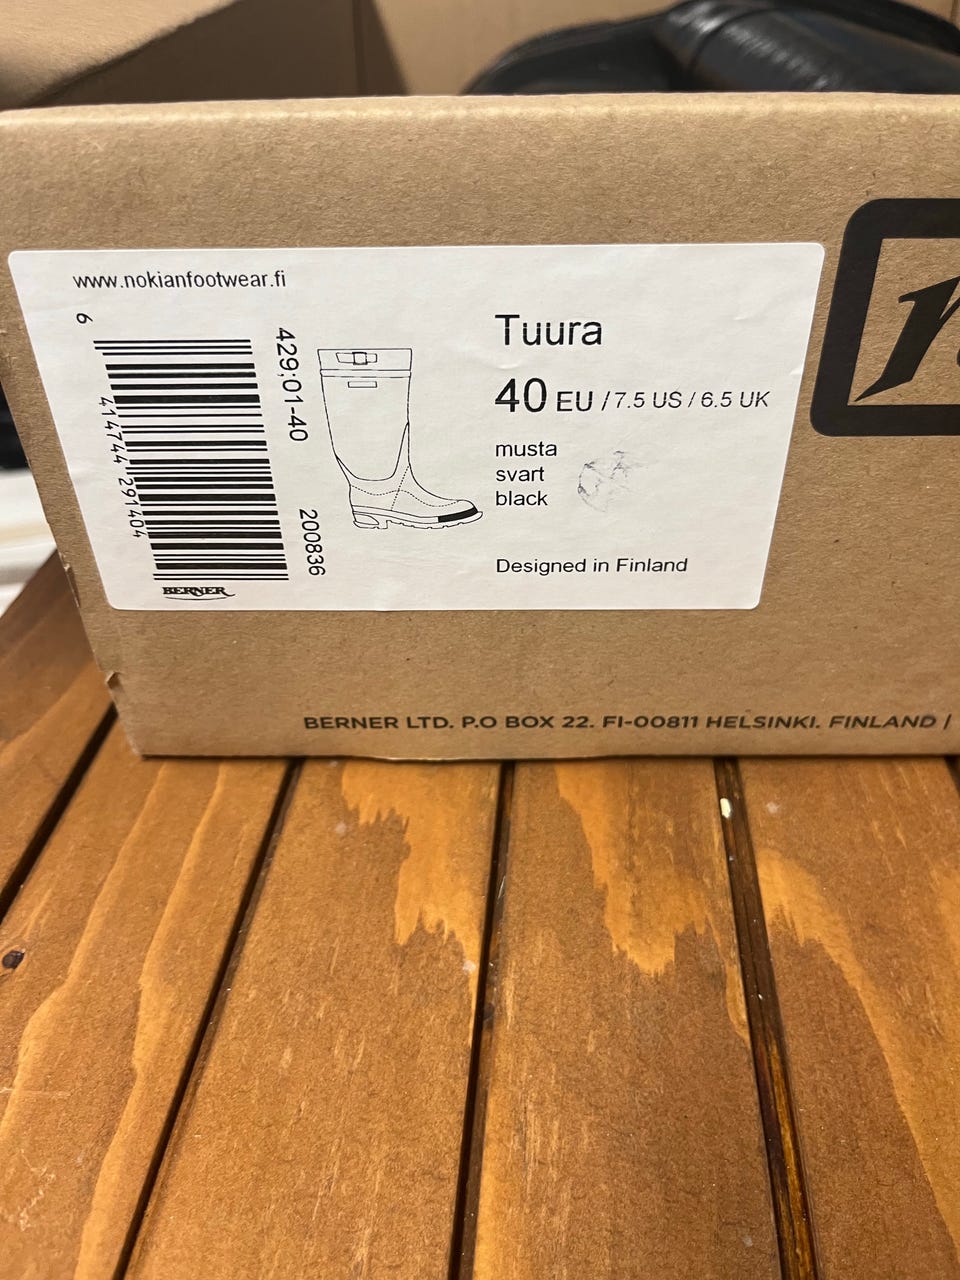 www.nokianfootwear.fi
6
414744 291404
429;01-40
200836
BERNER
Tuura
40 EU / 7.5 US / 6.5 UK
musta
svart
black
Designed in Finland
BERNER LTD. P.O BOX 22. FI-00811 HELSINKI. FINLAND /